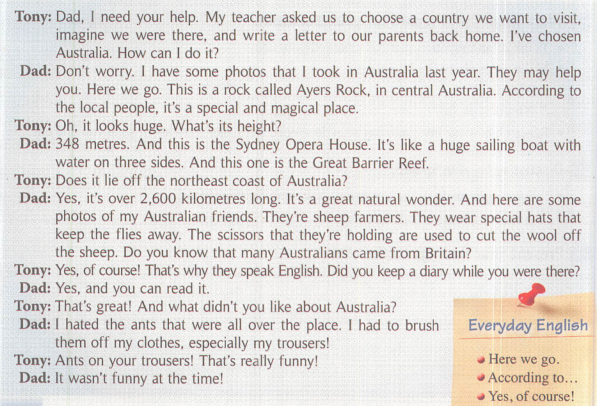 Tony: Dad, I need your help. My teacher asked us to choose a country we want to visit,
imagine we were there, and write a letter to our parents back home. I've chosen
Australia. How can I do it?
Dad: Don't worry. I have some photos that I took in Australia last year. They may help
you. Here we go. This is a rock called Ayers Rock, in central Australia. According to
the local people, it's a special and magical place.
Tony: Oh, it looks huge. What's its height?
Dad: 348 metres. And this is the Sydney Opera House. It's like a huge sailing boat with
water on three sides. And this one is the Great Barrier Reef.
Tony: Does it lie off the northeast coast of Australia?
Dad: Yes, it's over 2,600 kilometres long. It's a great natural wonder. And here are some
photos of my Australian friends. They're sheep farmers. They wear special hats that
keep the flies away. The scissors that they're holding are used to cut the wool off
the sheep. Do you know that many Australians came from Britain?
Tony: Yes, of course! That's why they speak English. Did you keep a diary while you were there?
Dad: Yes, and you can read it.
Tony: That's great! And what didn't you like about Australia?
Dad: I hated the ants that were all over the place. I had to brush
them off my clothes, especially my trousers!
Tony: Ants on your trousers! That's really funny!
Dad: It wasn't funny at the time!
Everyday English
Here we go.
According to...
Yes, of course!